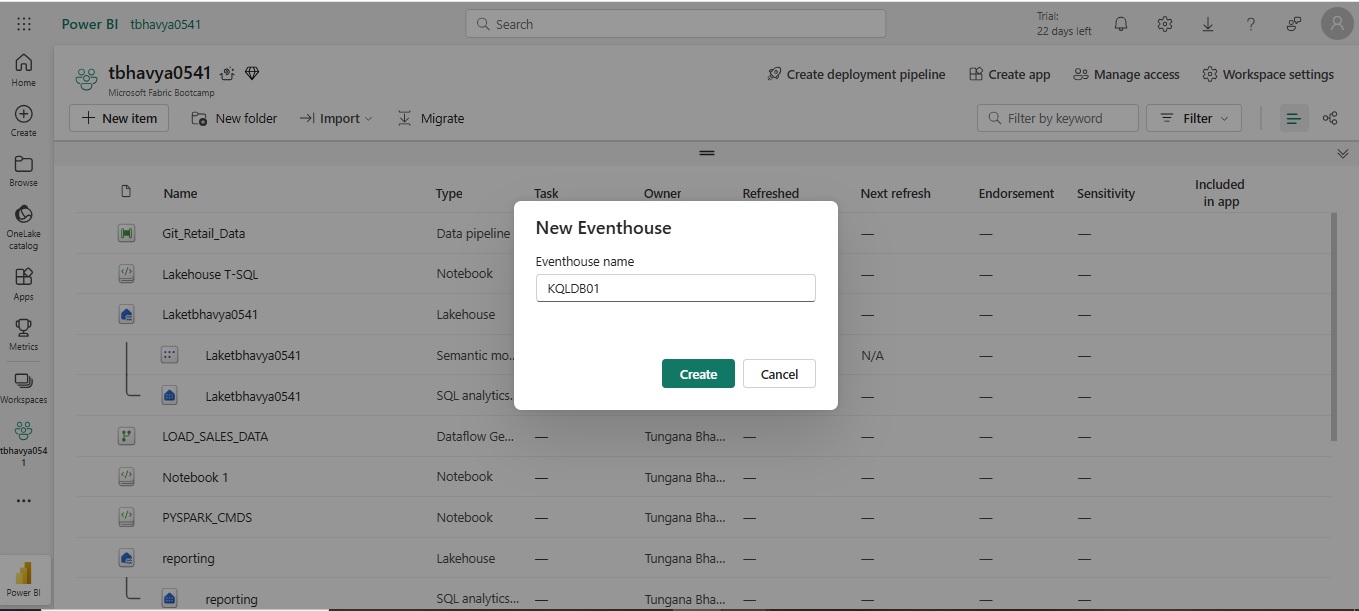 Power BI tbhavya0541
Search
Trial:
22 days left
Home
Create
Browse
OneLake
catalog
Apps
Metrics
Workspaces
tbhavya054
1
Power BI
tbhavya0541
Microsoft Fabric Bootcamp
Create deployment pipeline
Create app
Manage access
Workspace settings
New item
New folder
Import
Migrate
Filter by keyword
Filter
Name Type Task Owner Refreshed Next refresh Endorsement Sensitivity Included
in app
Git_Retail_Data Data pipeline — — —
Lakehouse T-SQL Notebook — — —
Laketbhavya0541 Lakehouse — — —
Laketbhavya0541 Semantic mo... N/A — —
Laketbhavya0541 SQL analytics... — — —
LOAD_SALES_DATA Dataflow Ge... — Tungana Bha... — — — —
Notebook 1 Notebook — Tungana Bha... — — — —
PYSPARK_CMDS Notebook — Tungana Bha... — — — —
reporting Lakehouse — Tungana Bha... — — — —
reporting SQL analytics... — Tungana Bha... — — — —
New Eventhouse
Eventhouse name
KQLDB01
Create
Cancel